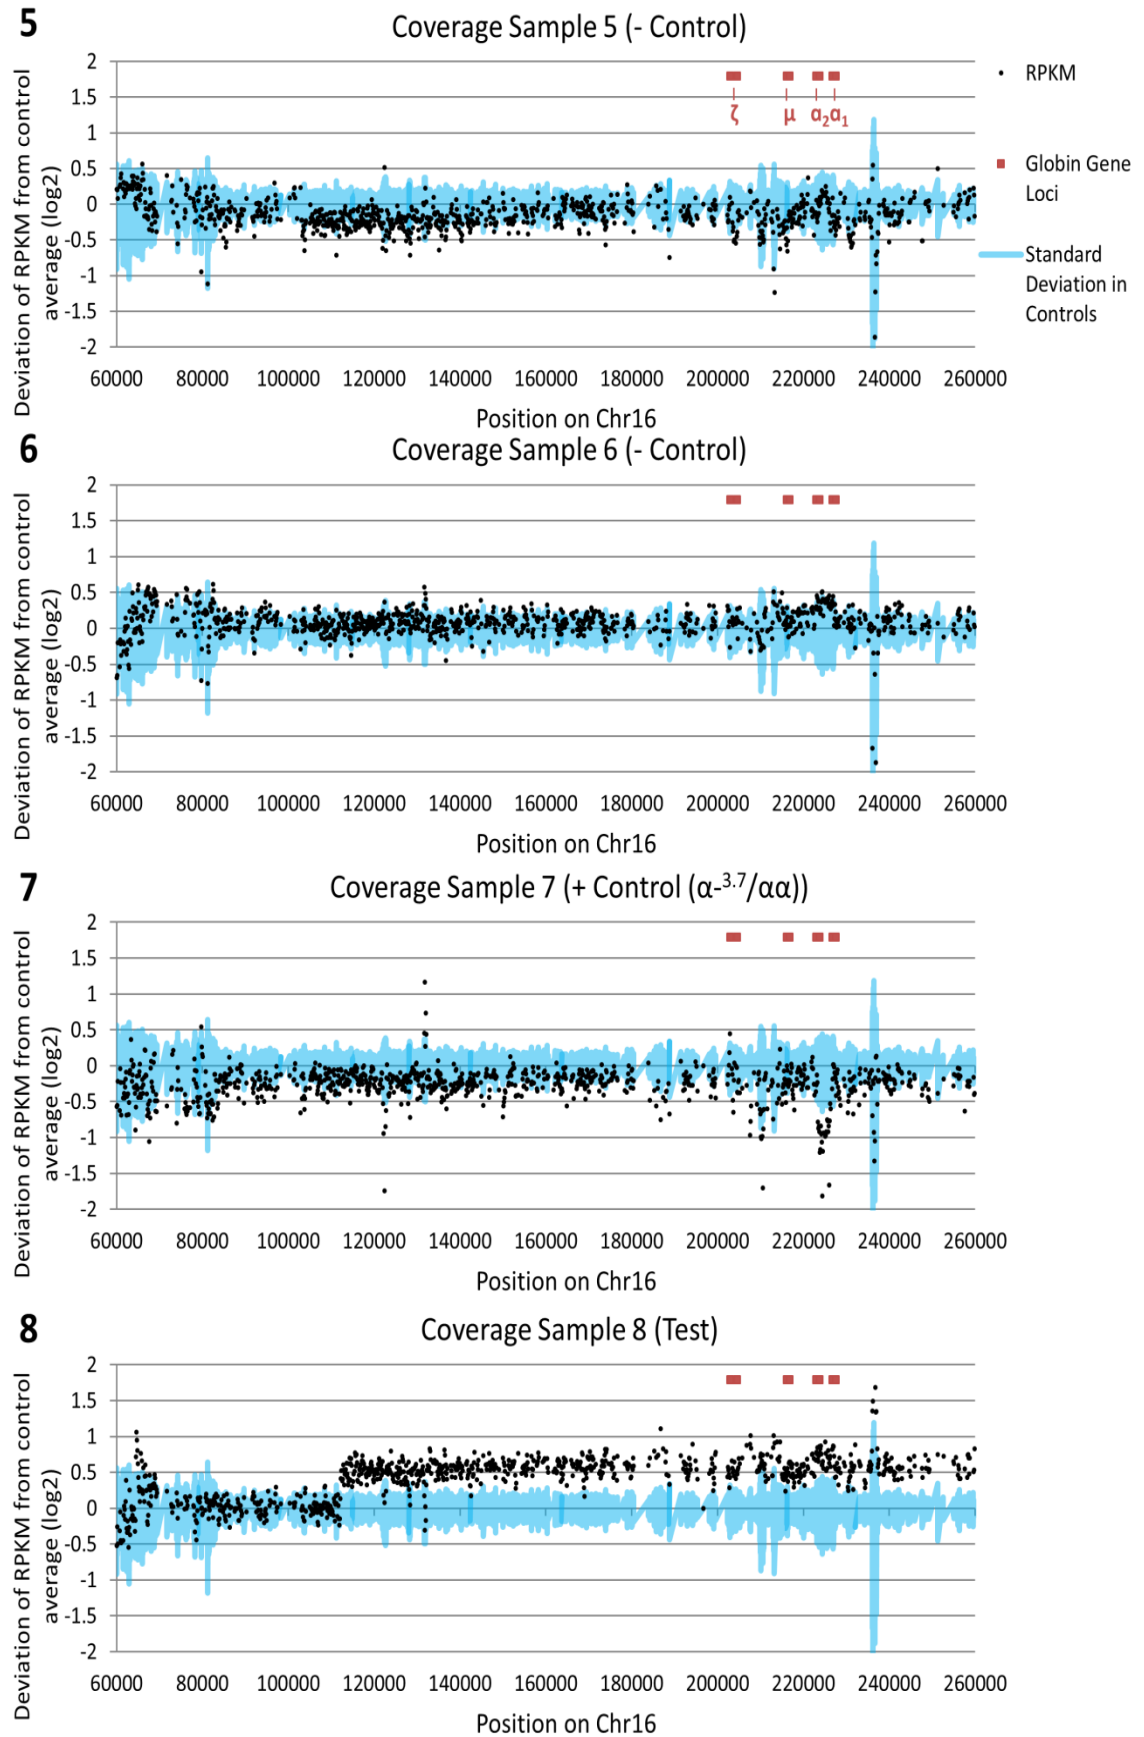 5
Coverage Sample 5 (- Control)
Deviation of RPKM from control
average (log2)
2
1.5
1
0.5
0
-0.5
-1
-1.5
-2
ζ
μ
α2α1
60000 80000 100000 120000 140000 160000 180000 200000 220000 240000 260000
Position on Chr16
RPKM
Globin Gene
Loci
Standard
Deviation in
Controls
6
Coverage Sample 6 (- Control)
Deviation of RPKM from control
average (log2)
2
1.5
1
0.5
0
-0.5
-1
-1.5
-2
60000 80000 100000 120000 140000 160000 180000 200000 220000 240000 260000
Position on Chr16
7
Coverage Sample 7 (+ Control (α-3.7/αα))
Deviation of RPKM from control
average (log2)
2
1.5
1
0.5
0
-0.5
-1
-1.5
-2
60000 80000 100000 120000 140000 160000 180000 200000 220000 240000 260000
Position on Chr16
8
Coverage Sample 8 (Test)
Deviation of RPKM from control
average (log2)
2
1.5
1
0.5
0
-0.5
-1
-1.5
-2
60000 80000 100000 120000 140000 160000 180000 200000 220000 240000 260000
Position on Chr16